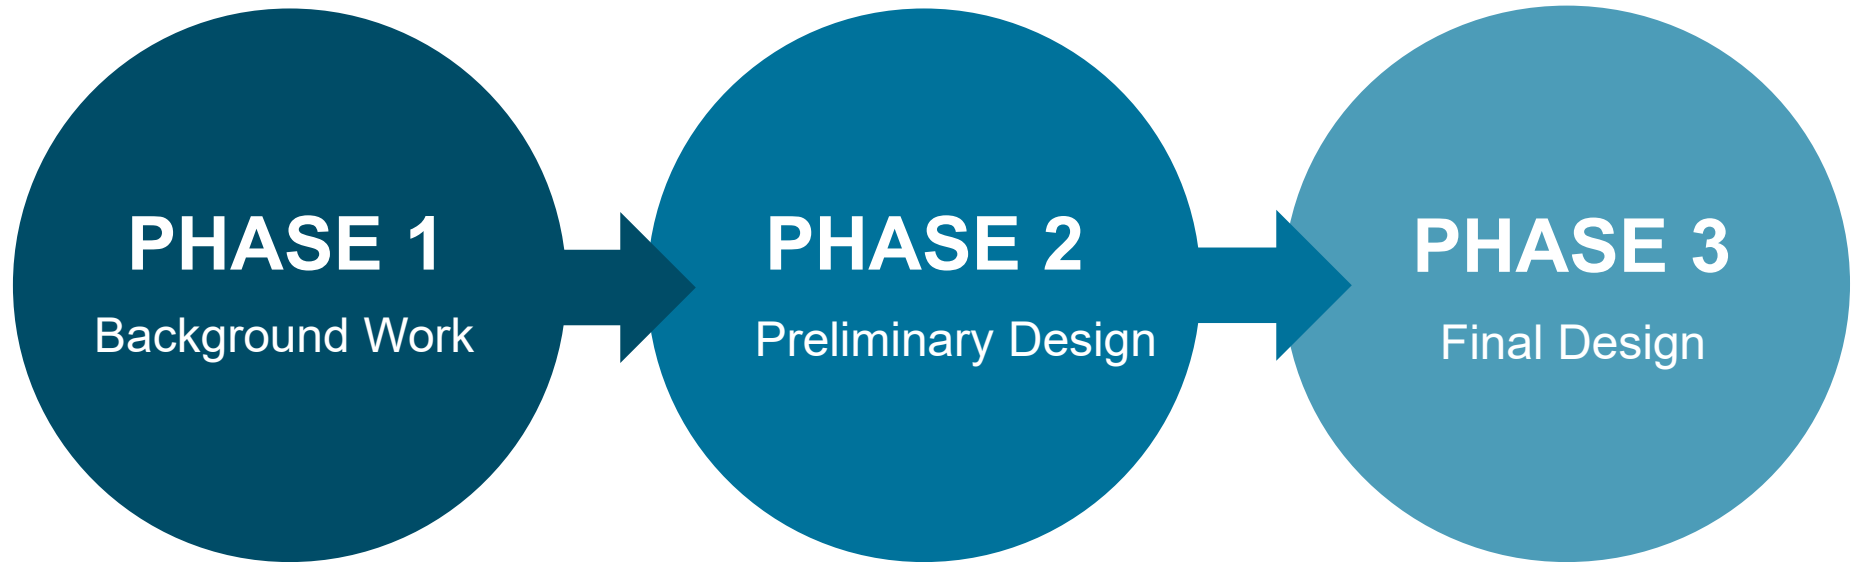 PHASE 1
Background Work
PHASE 2
Preliminary Design
PHASE 3
Final Design